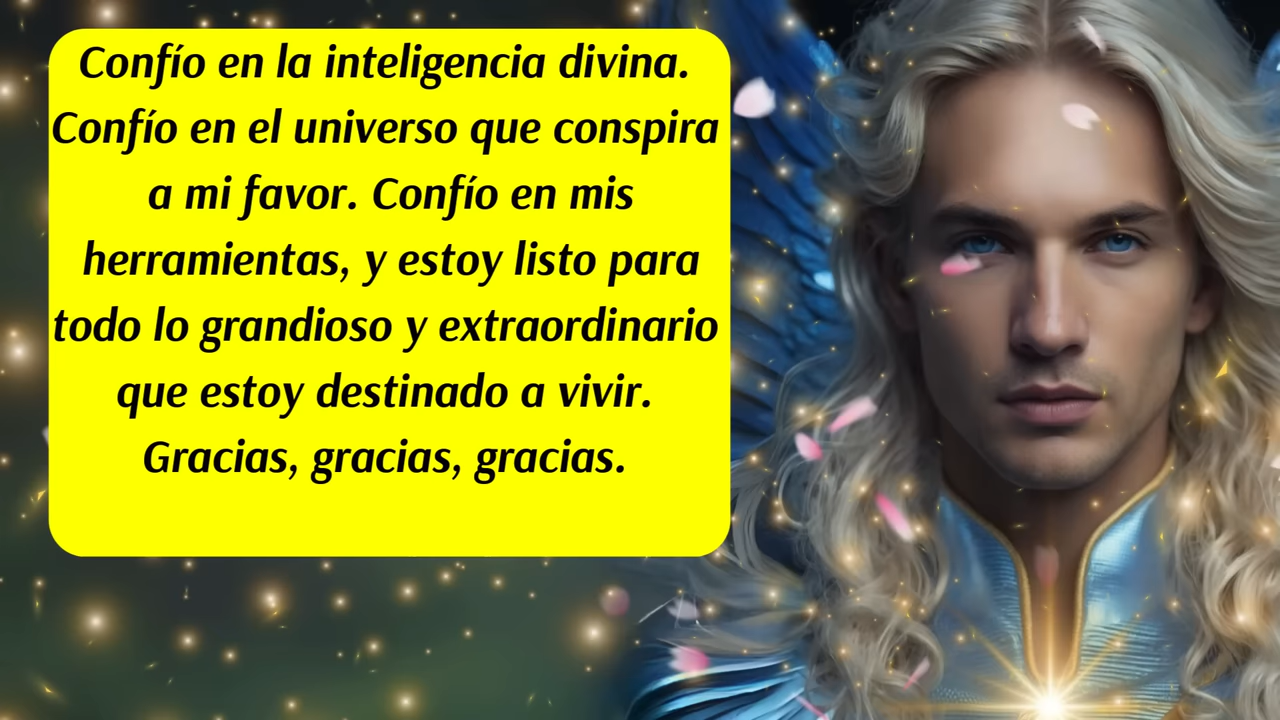 Confío en la inteligencia divina.
Confío en el universo que conspira
a mi favor. Confío en mis
herramientas, y estoy listo para
todo lo grandioso y extraordinario
que estoy destinado a vivir.
Gracias, gracias, gracias.